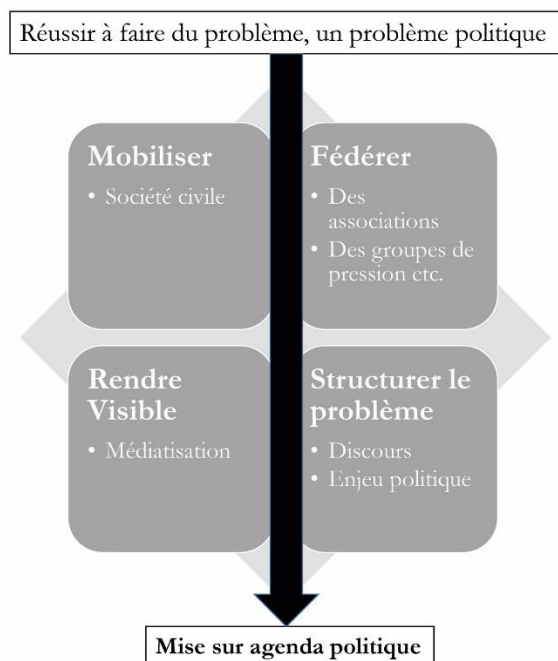 Réussir à faire du problème, un problème politique
Mobiliser
• Société civile
Fédérer
• Des
associations
• Des groupes de
pression etc.
Rendre
Visible
• Médiatisation
Structurer le
problème
• Discours
• Enjeu politique
Mise sur agenda politique